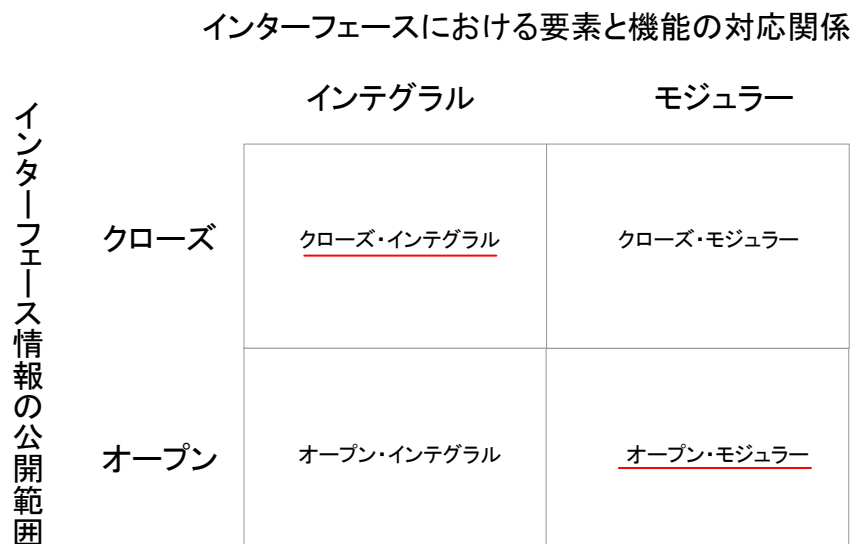 インターフェースにおける要素と機能の対応関係
インテグラル
モジュラー
インターフェース情報の公開範囲
クローズ
クローズ・インテグラル
クローズ・モジュラー
オープン
オープン・インテグラル
オープン・モジュラー